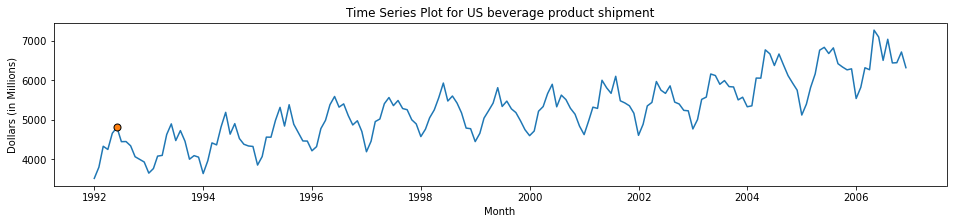 Time Series Plot for US beverage product shipment
Dollars (in Millions)
7000
6000
5000
4000
1992 1994 1996 1998 2000 2002 2004 2006
Month